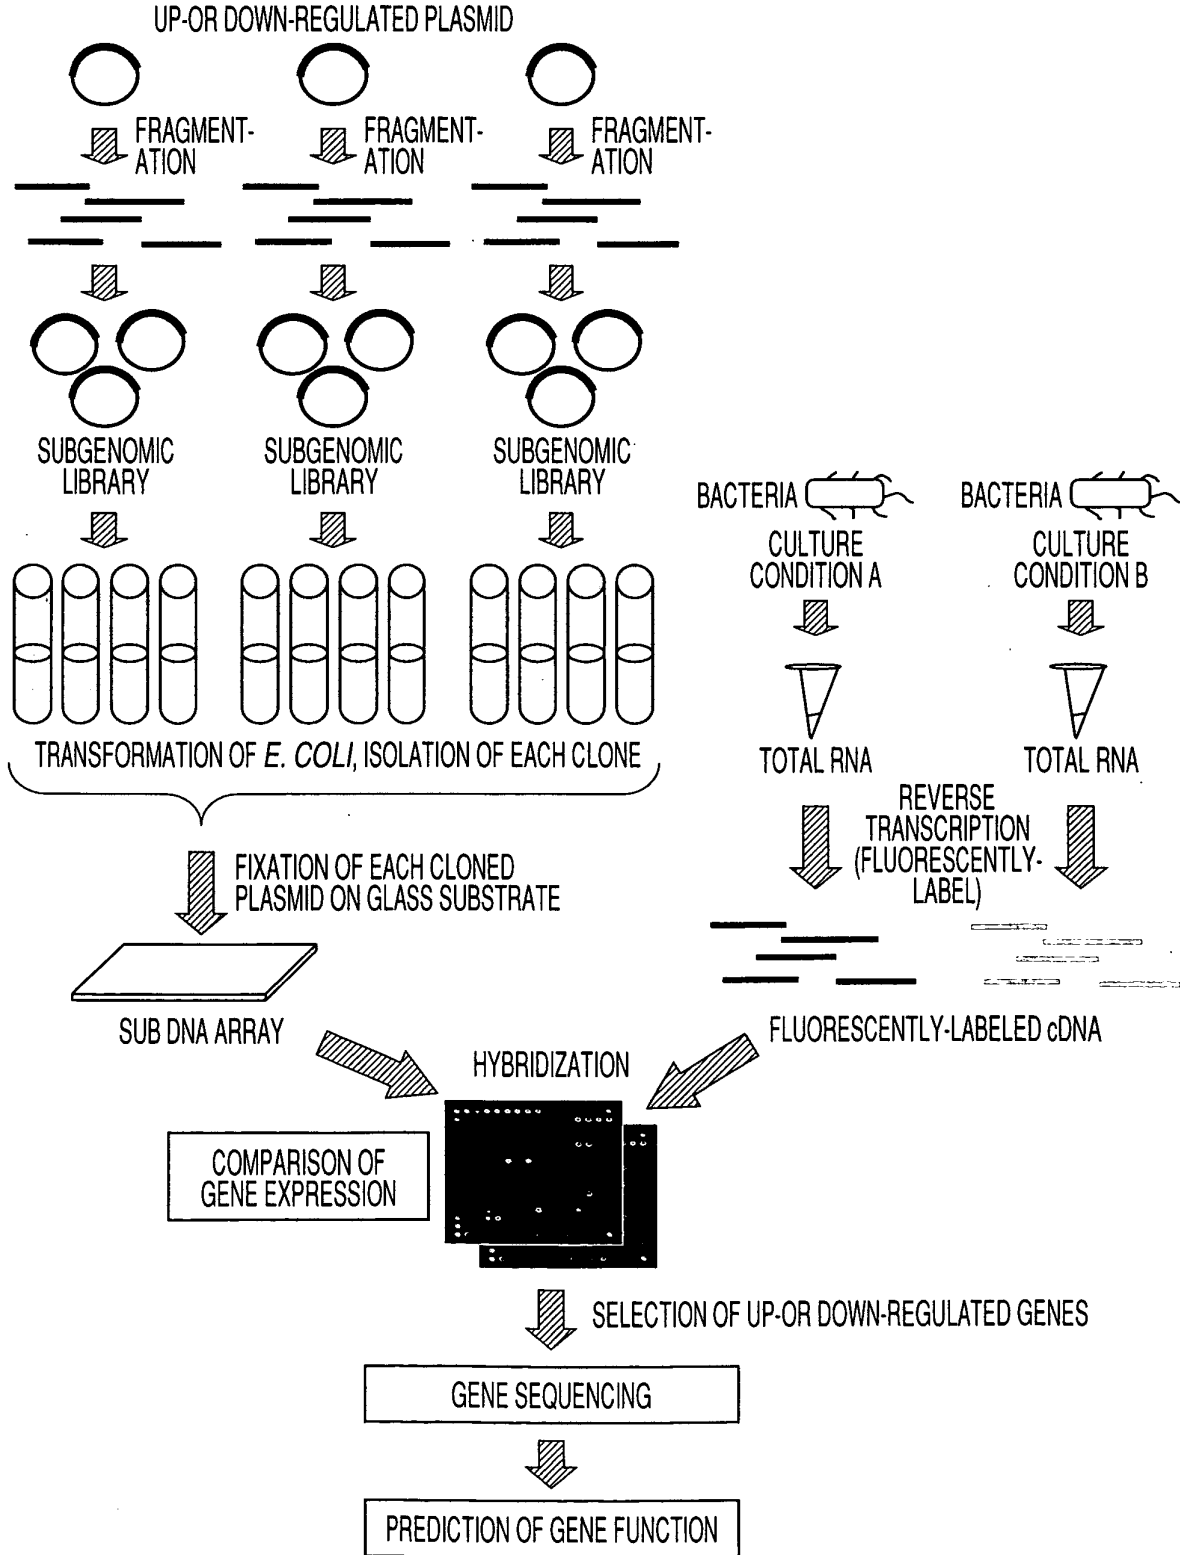 UP-OR DOWN-REGULATED PLASMID
FRAGMENT-
ATION
FRAGMENT-
ATION
FRAGMENT-
ATION
SUBGENOMIC
LIBRARY
SUBGENOMIC
LIBRARY
SUBGENOMIC
LIBRARY
TRANSFORMATION OF E. COLI, ISOLATION OF EACH CLONE
FIXATION OF EACH CLONED
PLASMID ON GLASS SUBSTRATE
SUB DNA ARRAY
BACTERIA
CULTURE
CONDITION A
TOTAL RNA
BACTERIA
CULTURE
CONDITION B
TOTAL RNA
REVERSE
TRANSCRIPTION
(FLUORESCENTLY-
LABEL)
FLUORESCENTLY-LABELED cDNA
HYBRIDIZATION
COMPARISON OF
GENE EXPRESSION
SELECTION OF UP-OR DOWN-REGULATED GENES
GENE SEQUENCING
PREDICTION OF GENE FUNCTION